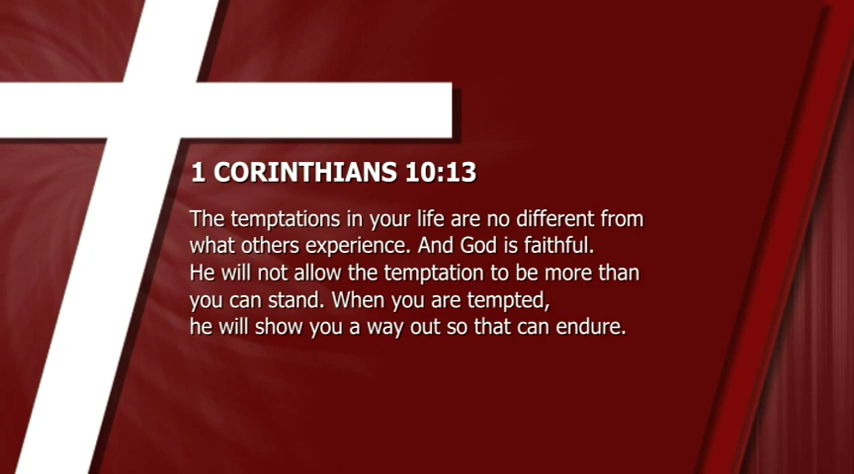 1 CORINTHIANS 10:13
The temptations in your life are no different from
what others experience. And God is faithful.
He will not allow the temptation to be more than
you can stand. When you are tempted,
he will show you a way out so that can endure.